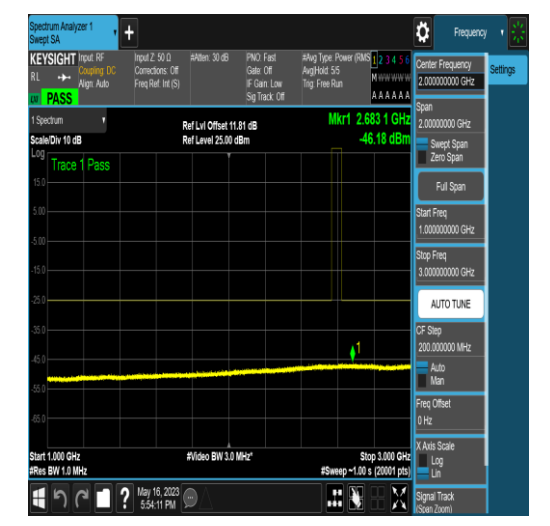 Spectrum Analyzer 1
Swept SA
Frequency
KEYSIGHT
Input: RF
Coupling: DC
Align: Auto
R L
PASS
Input Z: 50 Ω
Corrections: Off
Freq Ref: Int (S)
#Atten: 30 dB
PNO: Fast
Gate: Off
IF Gain: Low
Sig Track: Off
#Avg Type: Power (RMS
Avg|Hold: 5/5
Trig: Free Run
1 2 3 4 5 6
M W W W W W
A A A A A A
1 Spectrum
Scale/Div 10 dB
Ref Lvl Offset 11.81 dB
Ref Level 25.00 dBm
Mkr1 2.683 1 GHz
-46.18 dBm
Log
Trace 1 Pass
15.0
5.00
-5.00
-15.0
-25.0
-35.0
-45.0
-55.0
-65.0
1
Start 1.000 GHz
#Res BW 1.0 MHz
#Video BW 3.0 MHz*
Stop 3.000 GHz
#Sweep ~1.00 s (20001 pts)
May 16, 2023
5:54:11 PM
Center Frequency
2.000000000 GHz
Settings
Span
2.00000000 GHz
Swept Span
Zero Span
Full Span
Start Freq
1.000000000 GHz
Stop Freq
3.000000000 GHz
AUTO TUNE
CF Step
200.000000 MHz
Auto
Man
Freq Offset
0 Hz
X Axis Scale
Log
Lin
Signal Track
(Span Zoom)